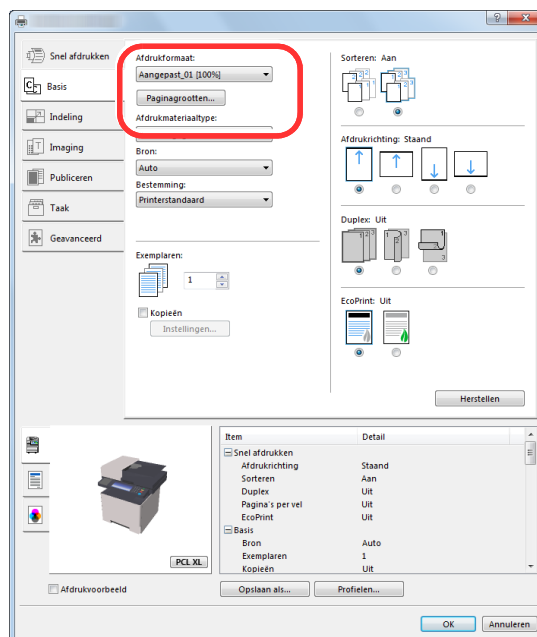 Snel afdrukken
Basis
Indeling
Imaging
Publiceren
Taak
Geavanceerd
Afdrukformaat:
Aangepast_01 [100%]
Paginagrootten...
Afdrukmateriaaltype:
Bron:
Auto
Bestemming:
Printerstandaard
Exemplaren:
1
Kopieën
Instellingen...
Sorteren: Aan
Afdrukrichting: Staand
Duplex: Uit
EcoPrint: Uit
Herstellen
PCL XL
Afdrukvoorbeeld
Item Detail
Snel afdrukken
Afdrukrichting Staand
Sorteren Aan
Duplex Uit
Pagina's per vel Uit
EcoPrint Uit
Basis
Bron Auto
Exemplaren 1
Kopieën Uit
Opslaan als... Profielen...
OK Annuleren